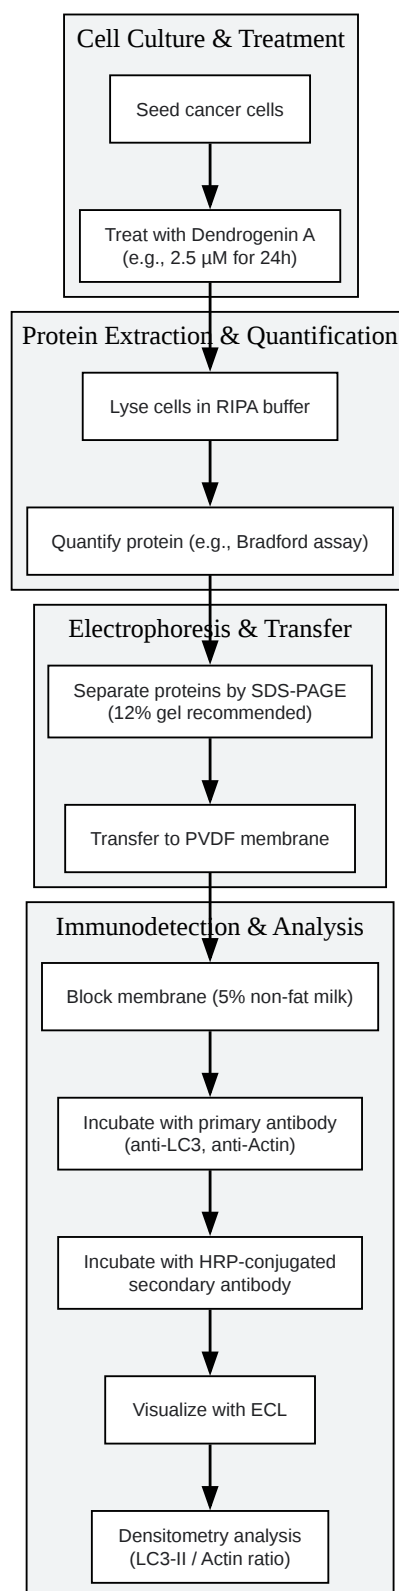 Cell Culture & Treatment
Seed cancer cells
Treat with Dendrogenin A
(e.g., 2.5 µM for 24h)
Protein Extraction & Quantification
Lyse cells in RIPA buffer
Quantify protein (e.g., Bradford assay)
Electrophoresis & Transfer
Separate proteins by SDS-PAGE
(12% gel recommended)
Transfer to PVDF membrane
Immunodetection & Analysis
Block membrane (5% non-fat milk)
Incubate with primary antibody
(anti-LC3, anti-Actin)
Incubate with HRP-conjugated
secondary antibody
Visualize with ECL
Densitometry analysis
(LC3-II / Actin ratio)